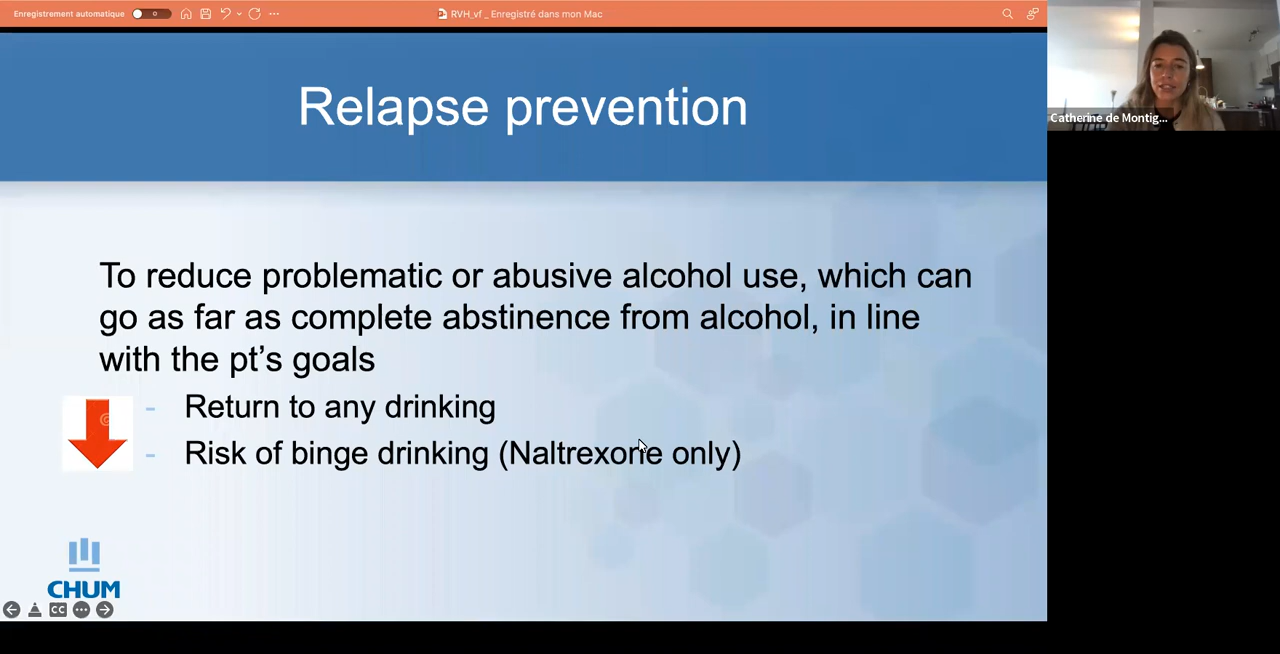 Enregistrement automatique
RVH_vf _ Enregistré dans mon Mac
Relapse prevention
Catherine de Montig...
To reduce problematic or abusive alcohol use, which can
go as far as complete abstinence from alcohol, in line
with the pt's goals
- Return to any drinking
- Risk of binge drinking (Naltrexone only)
CHUM
CC